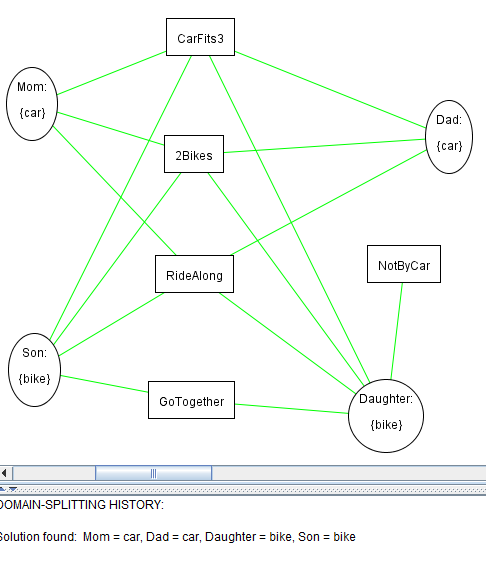 CarFits3
Mom:
{car}
Dad:
{car}
2Bikes
RideAlong
NotByCar
Son:
{bike}
GoTogether
Daughter:
{bike}
DOMAIN-SPLITTING HISTORY:
Solution found: Mom = car, Dad = car, Daughter = bike, Son = bike